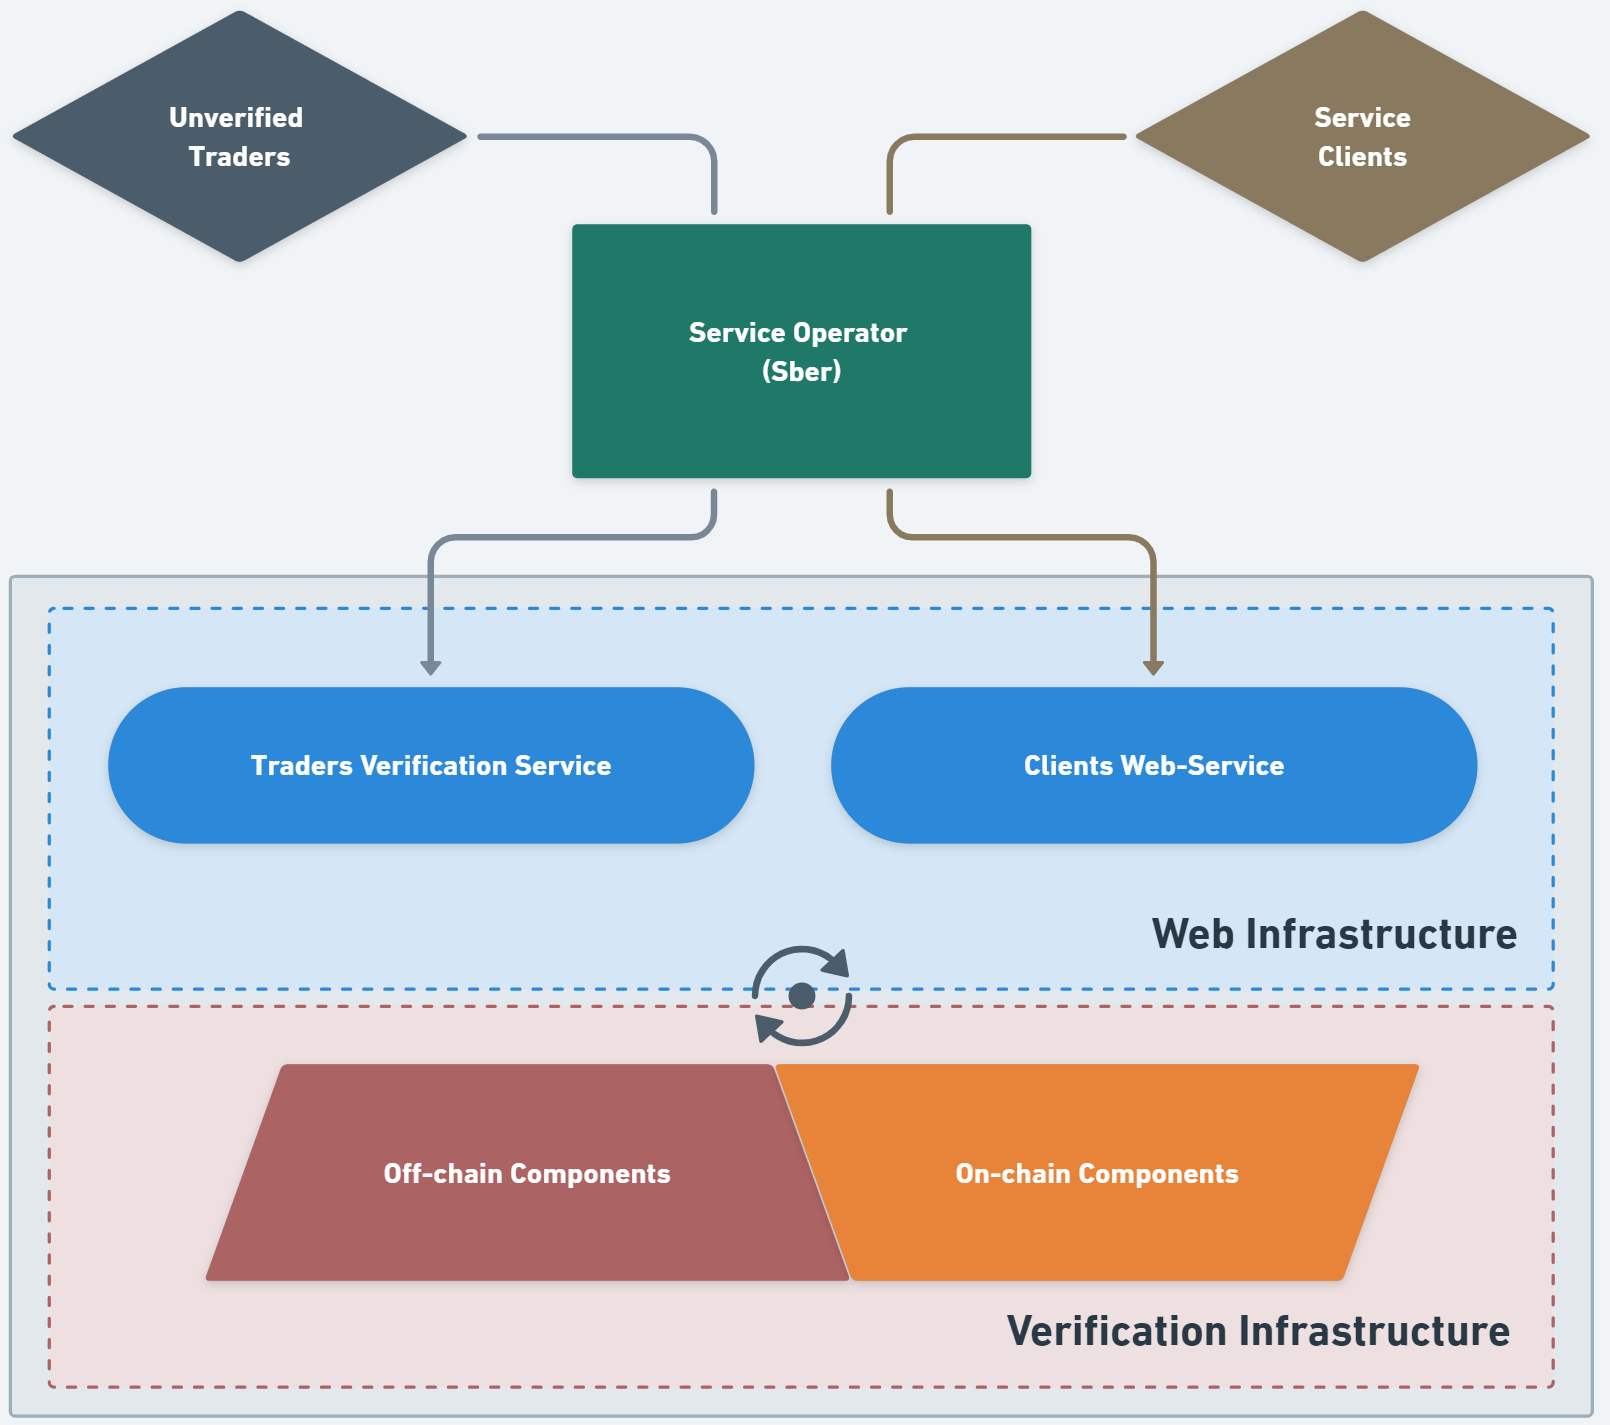 Unverified
Traders
Service
Clients
Service Operator
(Sber)
Traders Verification Service
Clients Web-Service
Web Infrastructure
Off-chain Components
On-chain Components
Verification Infrastructure